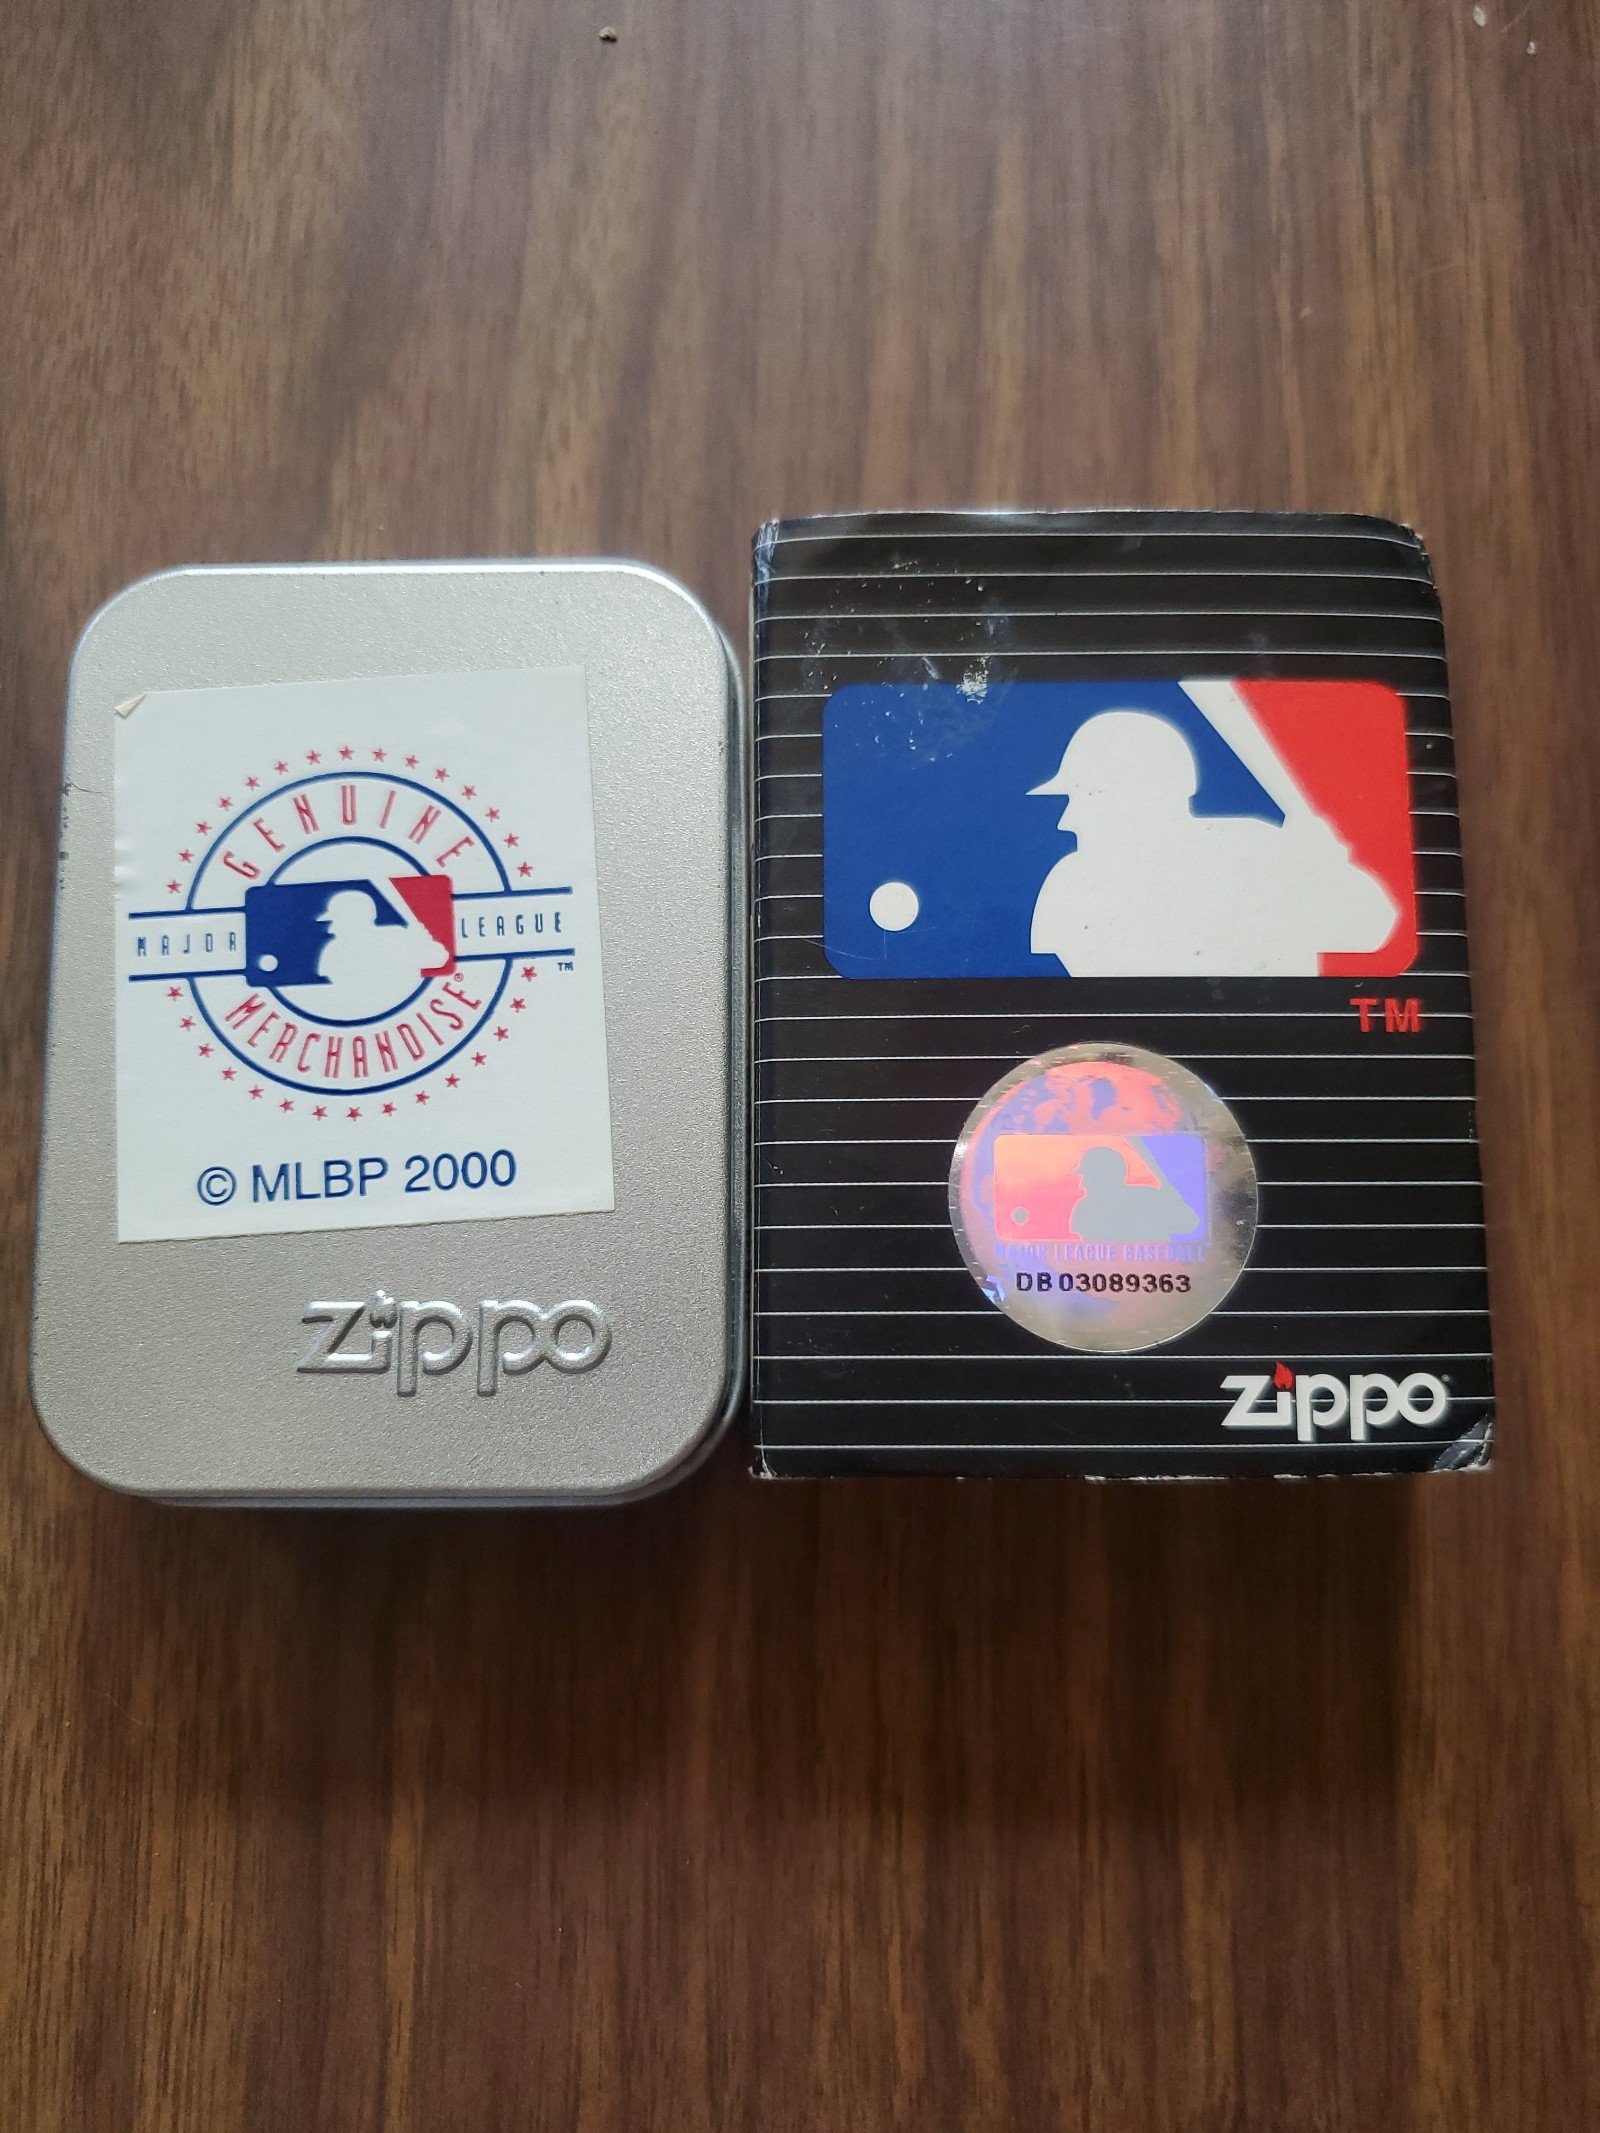 GENUINE
MAJOR LEAGUE
TM
MERCHANDISE®
© MLBP 2000
zippo
TM
MAJOR LEAGUE BASEBALL
DB 03089363
zippo